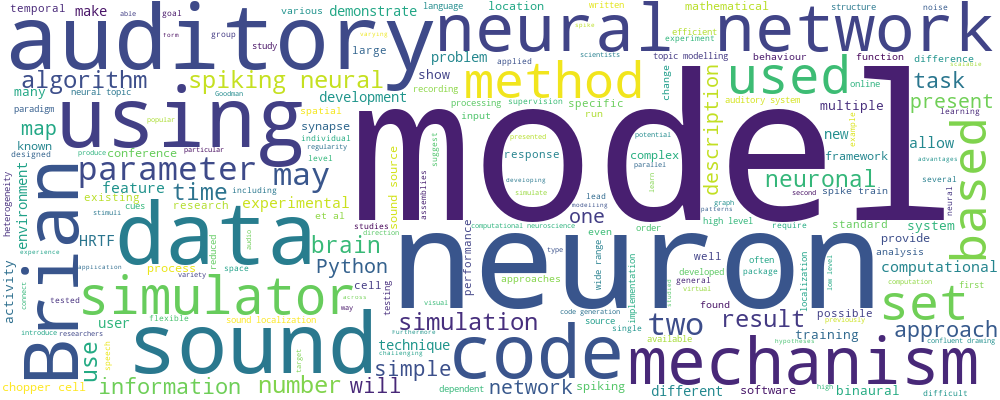 temporal
make
able
goal
various
demonstrate
language
location
written
mathematical
structure
noise
auditory
neural network
form
group
study
varying
large
problem
spike
efficient
experiment
applied
scientists
topic modelling
behaviour
function
difference
scalable
algorithm
spiking neural
recording
show
method
change
used
online
task
many
neural topic
Goodman
development
processing
supervision
specific
description
auditory system
multiple
present
paradigm
popular
using
spatial
input
run
example
learning
map
synapse
model
new
allow
known
individual
regularity
suggest
response
presented
potential
complex
framework
based
designed
produce
particular
conference
level
sound source
assemblies
developing
parallel
learn
neuronal
advantages
several
heterogeneity
environment
Brian
parameter
may
simulate
second
spike train
neural
existing
feature
time
including
lead
modelling
graph
patterns
cues
experimental
one
high level
standard
system
stimuli
research
et al
studies
computational neuroscience
even
order
require
provide
HRTF
data
audio
direction
performance
neuron
analysis
experience
reduced
brain
type
well
often
computational
process
space
Python
approaches
wide range
implementation
developed
package
localization
low level
computation
application
variety
cell
testing
general
studied
first
activity
tested
connect
simulator
across
may
visual
virtual
found
possible
set
user
flexible
sound localization
code generation
source
available
previously
introduce
researchers
use
speech
sound
target
Furthermore
simulation
single
two
result
training
hypotheses
approach
confluent drawing
technique
challenging
simple
code
mechanism
chopper cell
information
number
will
dependent
network
spiking
different
software
high
binaural
difficult